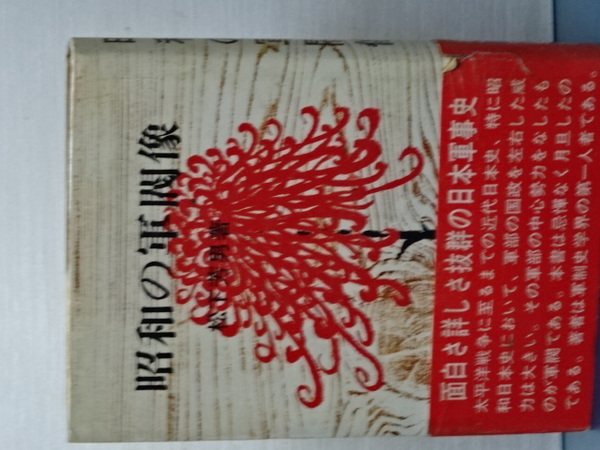 昭和の軍閥像
松下芳男著
面白さ詳しさ抜群の日本軍事史
太平洋戦争に至るまでの近代日本史、特に昭
和日本史において、軍部の国政を左右した威
力は大きい。その軍部の中心勢力をなしたも
のが軍閥である。本書は忌憚なく月旦したの
である。著者は軍制史学界の第一人者である。